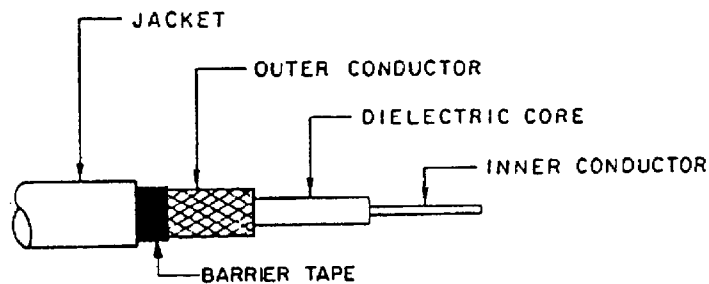 JACKET
OUTER CONDUCTOR
DIELECTRIC CORE
INNER CONDUCTOR
BARRIER TAPE